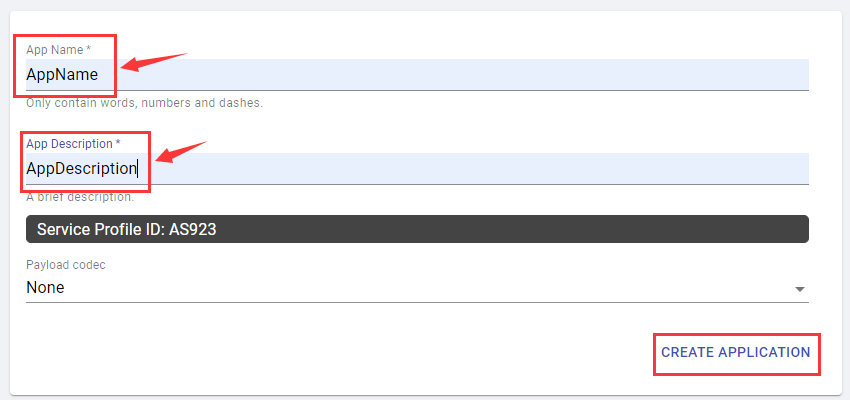 App Name *
AppName
Only contain words, numbers and dashes.
App Description *
AppDescription
A brief description.
Service Profile ID: AS923
Payload codec
None
CREATE APPLICATION